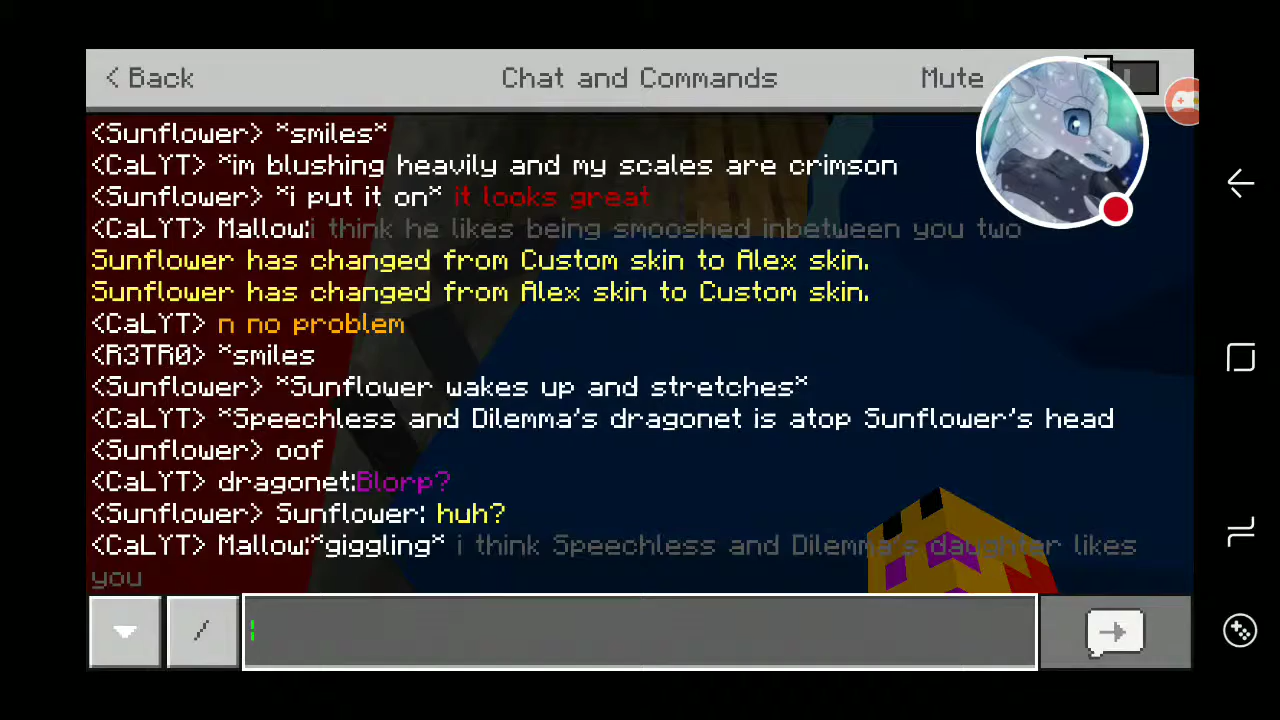 < Back
Chat and Commands
Mute
<Sunflower> *smiles*
<CaLYT> *im blushing heavily and my scales are crimson
<Sunflower> *i put it on* it looks great
<CaLYT> Mallow:i think he likes being smooshed inbetween you two
Sunflower has changed from Custom skin to Alex skin.
Sunflower has changed from Alex skin to Custom skin.
<CaLYT> n no problem
<R3TR0> *smiles
<Sunflower> *Sunflower wakes up and stretches*
<CaLYT> *Speechless and Dilemma's dragonet is atop Sunflower's head
<Sunflower> oof
<CaLYT> dragonet:Blorp?
<Sunflower> Sunflower: huh?
<CaLYT> Mallow:*giggling* i think Speechless and Dilemma's daughter likes
you
/